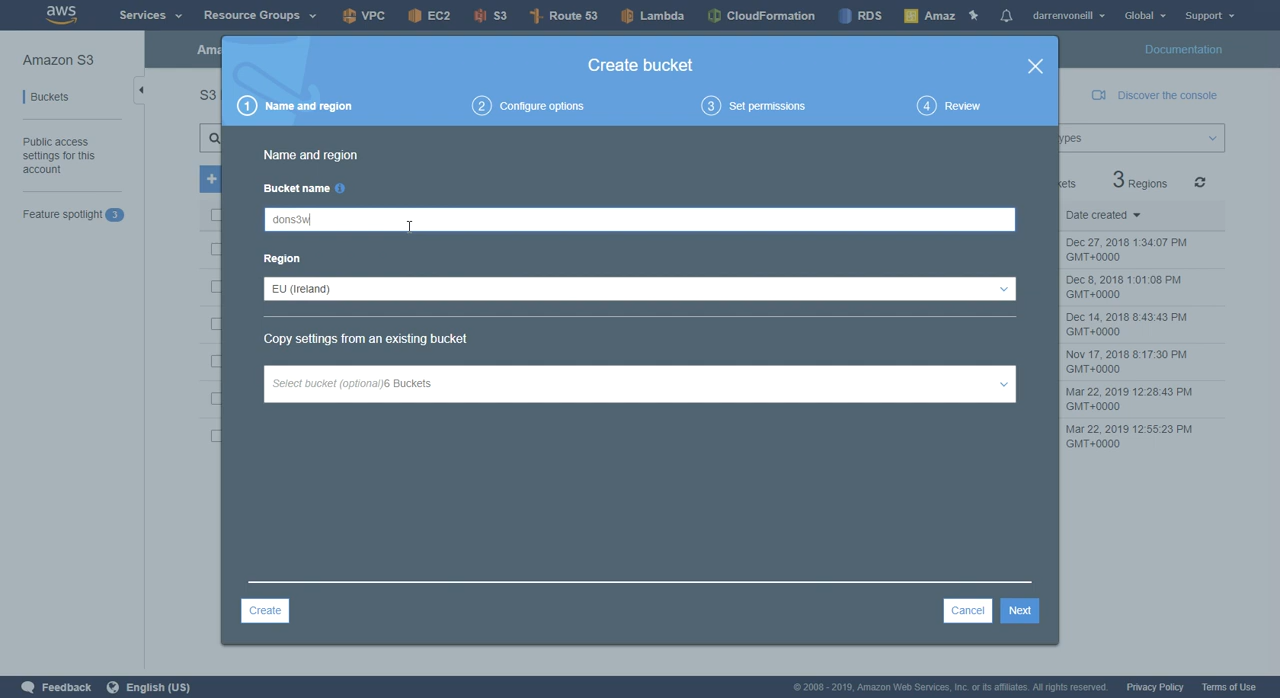 aws
Services
Resource Groups
VPC
EC2
S3
Route 53
Lambda
CloudFormation
RDS
Amaz
darrenvoneill
Global
Support
Amazon S3
Buckets
Public access
settings for this
account
Feature spotlight 3
Ama
Documentation
S3
Discover the console
ypes
kets
3 Regions
Date created
Dec 27, 2018 1:34:07 PM
GMT+0000
Dec 8, 2018 1:01:08 PM
GMT+0000
Dec 14, 2018 8:43:43 PM
GMT+0000
Nov 17, 2018 8:17:30 PM
GMT+0000
Mar 22, 2019 12:28:43 PM
GMT+0000
Mar 22, 2019 12:55:23 PM
GMT+0000
Create bucket
1 Name and region
2 Configure options
3 Set permissions
4 Review
Name and region
Bucket name
dons3w
Region
EU (Ireland)
Copy settings from an existing bucket
Select bucket (optional)6 Buckets
Create
Cancel
Next
Feedback
English (US)
© 2008 - 2019, Amazon Web Services, Inc. or its affiliates. All rights reserved.
Privacy Policy
Terms of Use